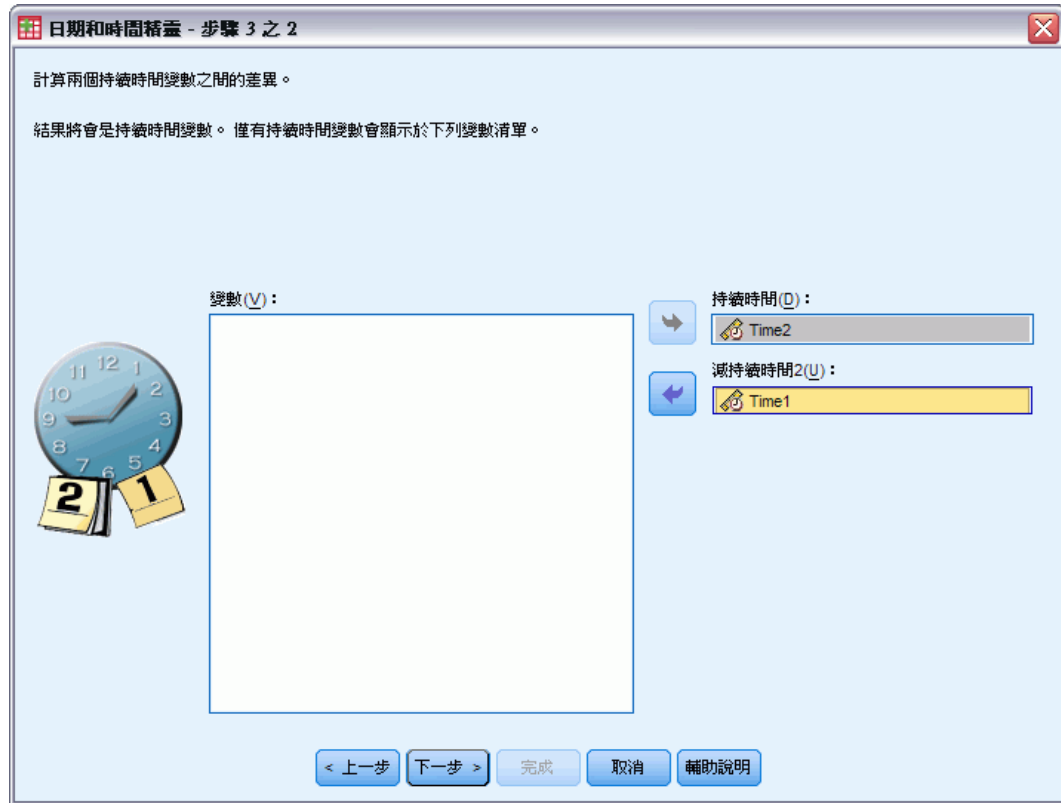 日期和時間精靈 - 步驟 3 之 2
計算兩個持續時間變數之間的差異。
結果將會是持續時間變數。 僅有持續時間變數會顯示於下列變數清單。
變數(V)：
持續時間(D)：
Time2
減持續時間2(U)：
Time1
12
11
1
10
2
9
3
8
4
7
6
5
2
1
< 上一步
下一步 >
完成
取消
輔助說明